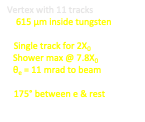 Vertex with 11 tracks
615 µm inside tungsten
Single track for 2X₀
Shower max @ 7.8X₀
θₑ = 11 mrad to beam
175° between e & rest